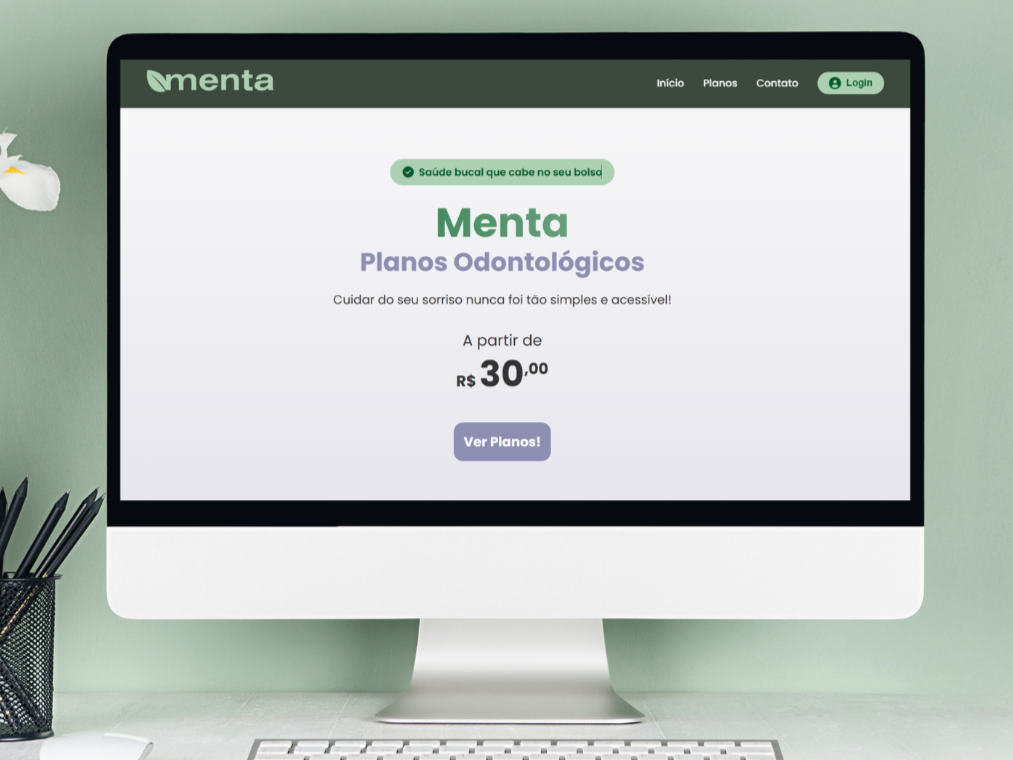 menta
Início Planos Contato Login
Saúde bucal que cabe no seu bolso
Menta
Planos Odontológicos
Cuidar do seu sorriso nunca foi tão simples e acessível!
A partir de
R$ 30,00
Ver Planos!